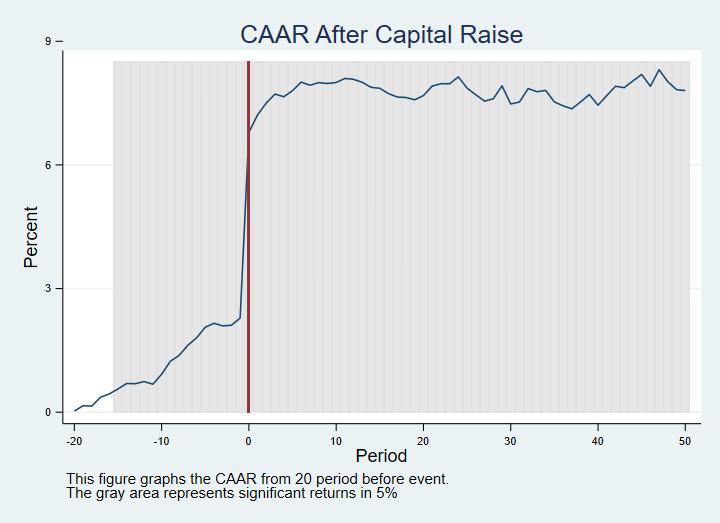 CAAR After Capital Raise
9
6
3
0
Percent
-20 -10 0 10 20 30 40 50
Period
This figure graphs the CAAR from 20 period before event.
The gray area represents significant returns in 5%